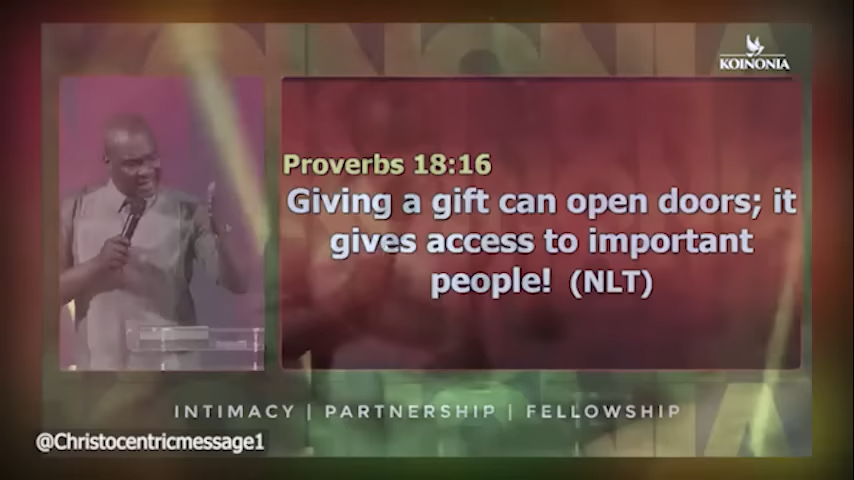 KOINONIA
Proverbs 18:16
Giving a gift can open doors; it
gives access to important
people! (NLT)
INTIMACY | PARTNERSHIP | FELLOWSHIP
@Christocentricmessage1